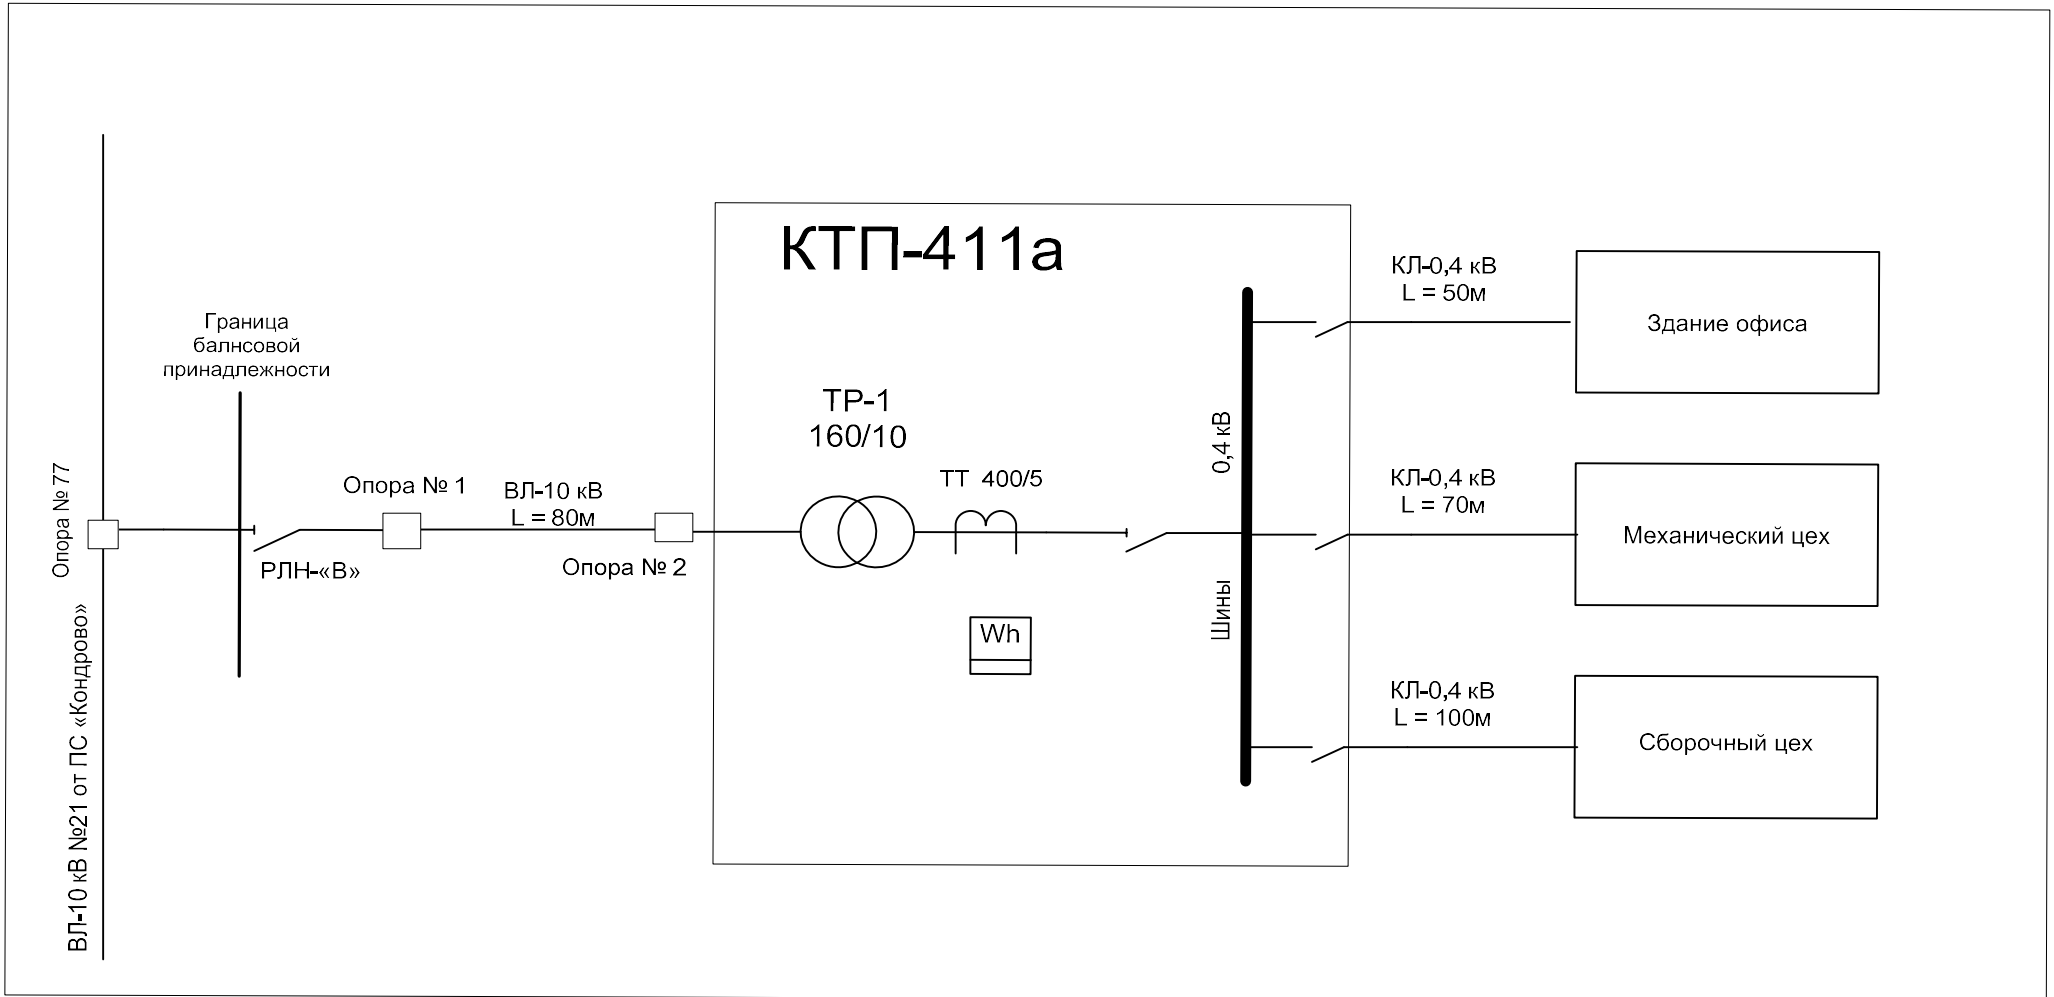 КТП-411а
Граница
балнсовой
принадлежности
Опора № 77
ВЛ-10 кВ №21 от ПС «Кондрово»
РЛН-«В»
Опора № 1
ВЛ-10 кВ
L = 80м
Опора № 2
ТР-1
160/10
ТТ 400/5
Wh
0,4 кВ
Шины
КЛ-0,4 кВ
L = 50м
Здание офиса
КЛ-0,4 кВ
L = 70м
Механический цех
КЛ-0,4 кВ
L = 100м
Сборочный цех